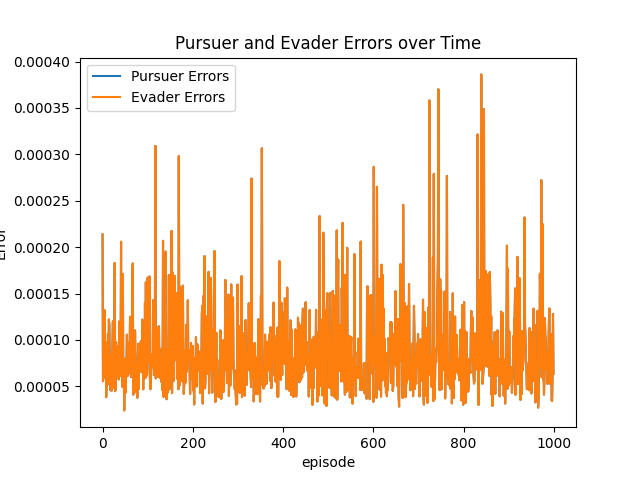 Pursuer and Evader Errors over Time
0.00040
0.00035
0.00030
0.00025
0.00020
0.00015
0.00010
0.00005
Error
Pursuer Errors
Evader Errors
0 200 400 600 800 1000
episode